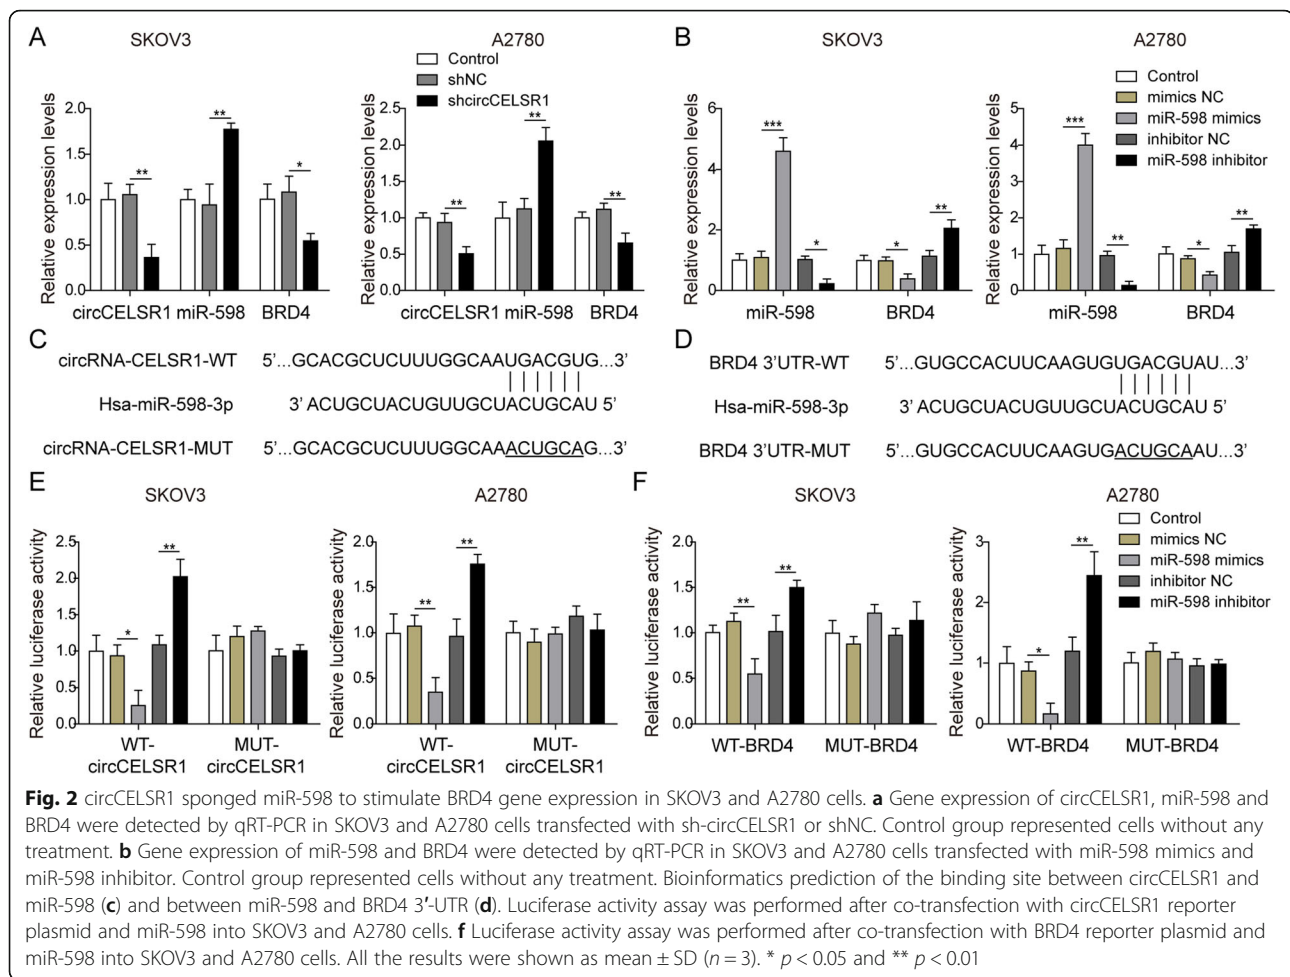 A
SKOV3
A2780
Control
shNC
shcircCELSR1
Relative expression levels
2.0
1.5
1.0
0.5
0.0
**
**
*
circCELSR1 miR-598 BRD4
Relative expression levels
2.5
2.0
1.5
1.0
0.5
0.0
**
**
**
circCELSR1 miR-598 BRD4
B
SKOV3
A2780
Control
mimics NC
miR-598 mimics
inhibitor NC
miR-598 inhibitor
Relative expression levels
6
4
2
0
***
*
*
**
miR-598 BRD4
Relative expression levels
5
4
3
2
1
0
***
**
*
**
miR-598 BRD4
C
circRNA-CELSR1-WT 5'...GCACGCUCUUUGGCAAUGACGUG...3'
Hsa-miR-598-3p 3' ACUGCUACUGUUGCUACUGCAU 5'
circRNA-CELSR1-MUT 5'...GCACGCUCUUUGGCAAACUGCAG...3'
D
BRD4 3'UTR-WT 5'...GUGCCACUUCAAGUGUGACGUAU...3'
Hsa-miR-598-3p 3' ACUGCUACUGUUGCUACUGCAU 5'
BRD4 3'UTR-MUT 5'...GUGCCACUUCAAGUGACUGCAAU...3'
E
SKOV3
A2780
Relative luciferase activity
2.5
2.0
1.5
1.0
0.5
0.0
*
**
WT- MUT-
circCELSR1 circCELSR1
Relative luciferase activity
2.0
1.5
1.0
0.5
0.0
**
**
WT- MUT-
circCELSR1 circCELSR1
F
SKOV3
A2780
Control
mimics NC
miR-598 mimics
inhibitor NC
miR-598 inhibitor
Relative luciferase activity
2.0
1.5
1.0
0.5
0.0
**
**
WT-BRD4 MUT-BRD4
Relative luciferase activity
3
2
1
0
*
**
WT-BRD4 MUT-BRD4
Fig. 2 circCELSR1 sponged miR-598 to stimulate BRD4 gene expression in SKOV3 and A2780 cells. a Gene expression of circCELSR1, miR-598 and
BRD4 were detected by qRT-PCR in SKOV3 and A2780 cells transfected with sh-circCELSR1 or shNC. Control group represented cells without any
treatment. b Gene expression of miR-598 and BRD4 were detected by qRT-PCR in SKOV3 and A2780 cells transfected with miR-598 mimics and
miR-598 inhibitor. Control group represented cells without any treatment. Bioinformatics prediction of the binding site between circCELSR1 and
miR-598 (c) and between miR-598 and BRD4 3′-UTR (d). Luciferase activity assay was performed after co-transfection with circCELSR1 reporter
plasmid and miR-598 into SKOV3 and A2780 cells. f Luciferase activity assay was performed after co-transfection with BRD4 reporter plasmid and
miR-598 into SKOV3 and A2780 cells. All the results were shown as mean ± SD (n = 3). * p < 0.05 and ** p < 0.01